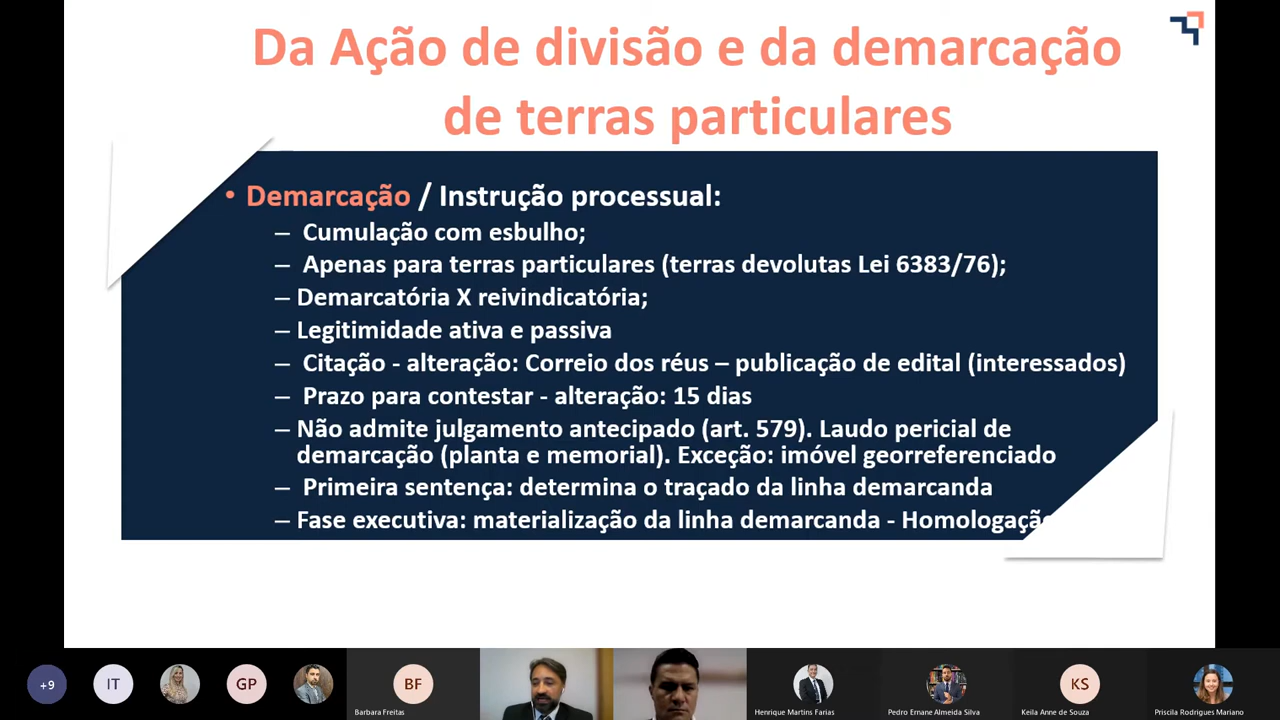 Da Ação de divisão e da demarcação
de terras particulares
• Demarcação / Instrução processual:
– Cumulação com esbulho;
– Apenas para terras particulares (terras devolutas Lei 6383/76);
– Demarcatória X reivindicatória;
– Legitimidade ativa e passiva
– Citação - alteração: Correio dos réus – publicação de edital (interessados)
– Prazo para contestar - alteração: 15 dias
– Não admite julgamento antecipado (art. 579). Laudo pericial de
demarcação (planta e memorial). Exceção: imóvel georreferenciado
– Primeira sentença: determina o traçado da linha demarcanda
– Fase executiva: materialização da linha demarcanda - Homologação
+9
IT
GP
BF
KS
Barbara Freitas
Henrique Martins Farias
Pedro Ernane Almeida Silva
Keila Anne de Souza
Priscila Rodrigues Mariano